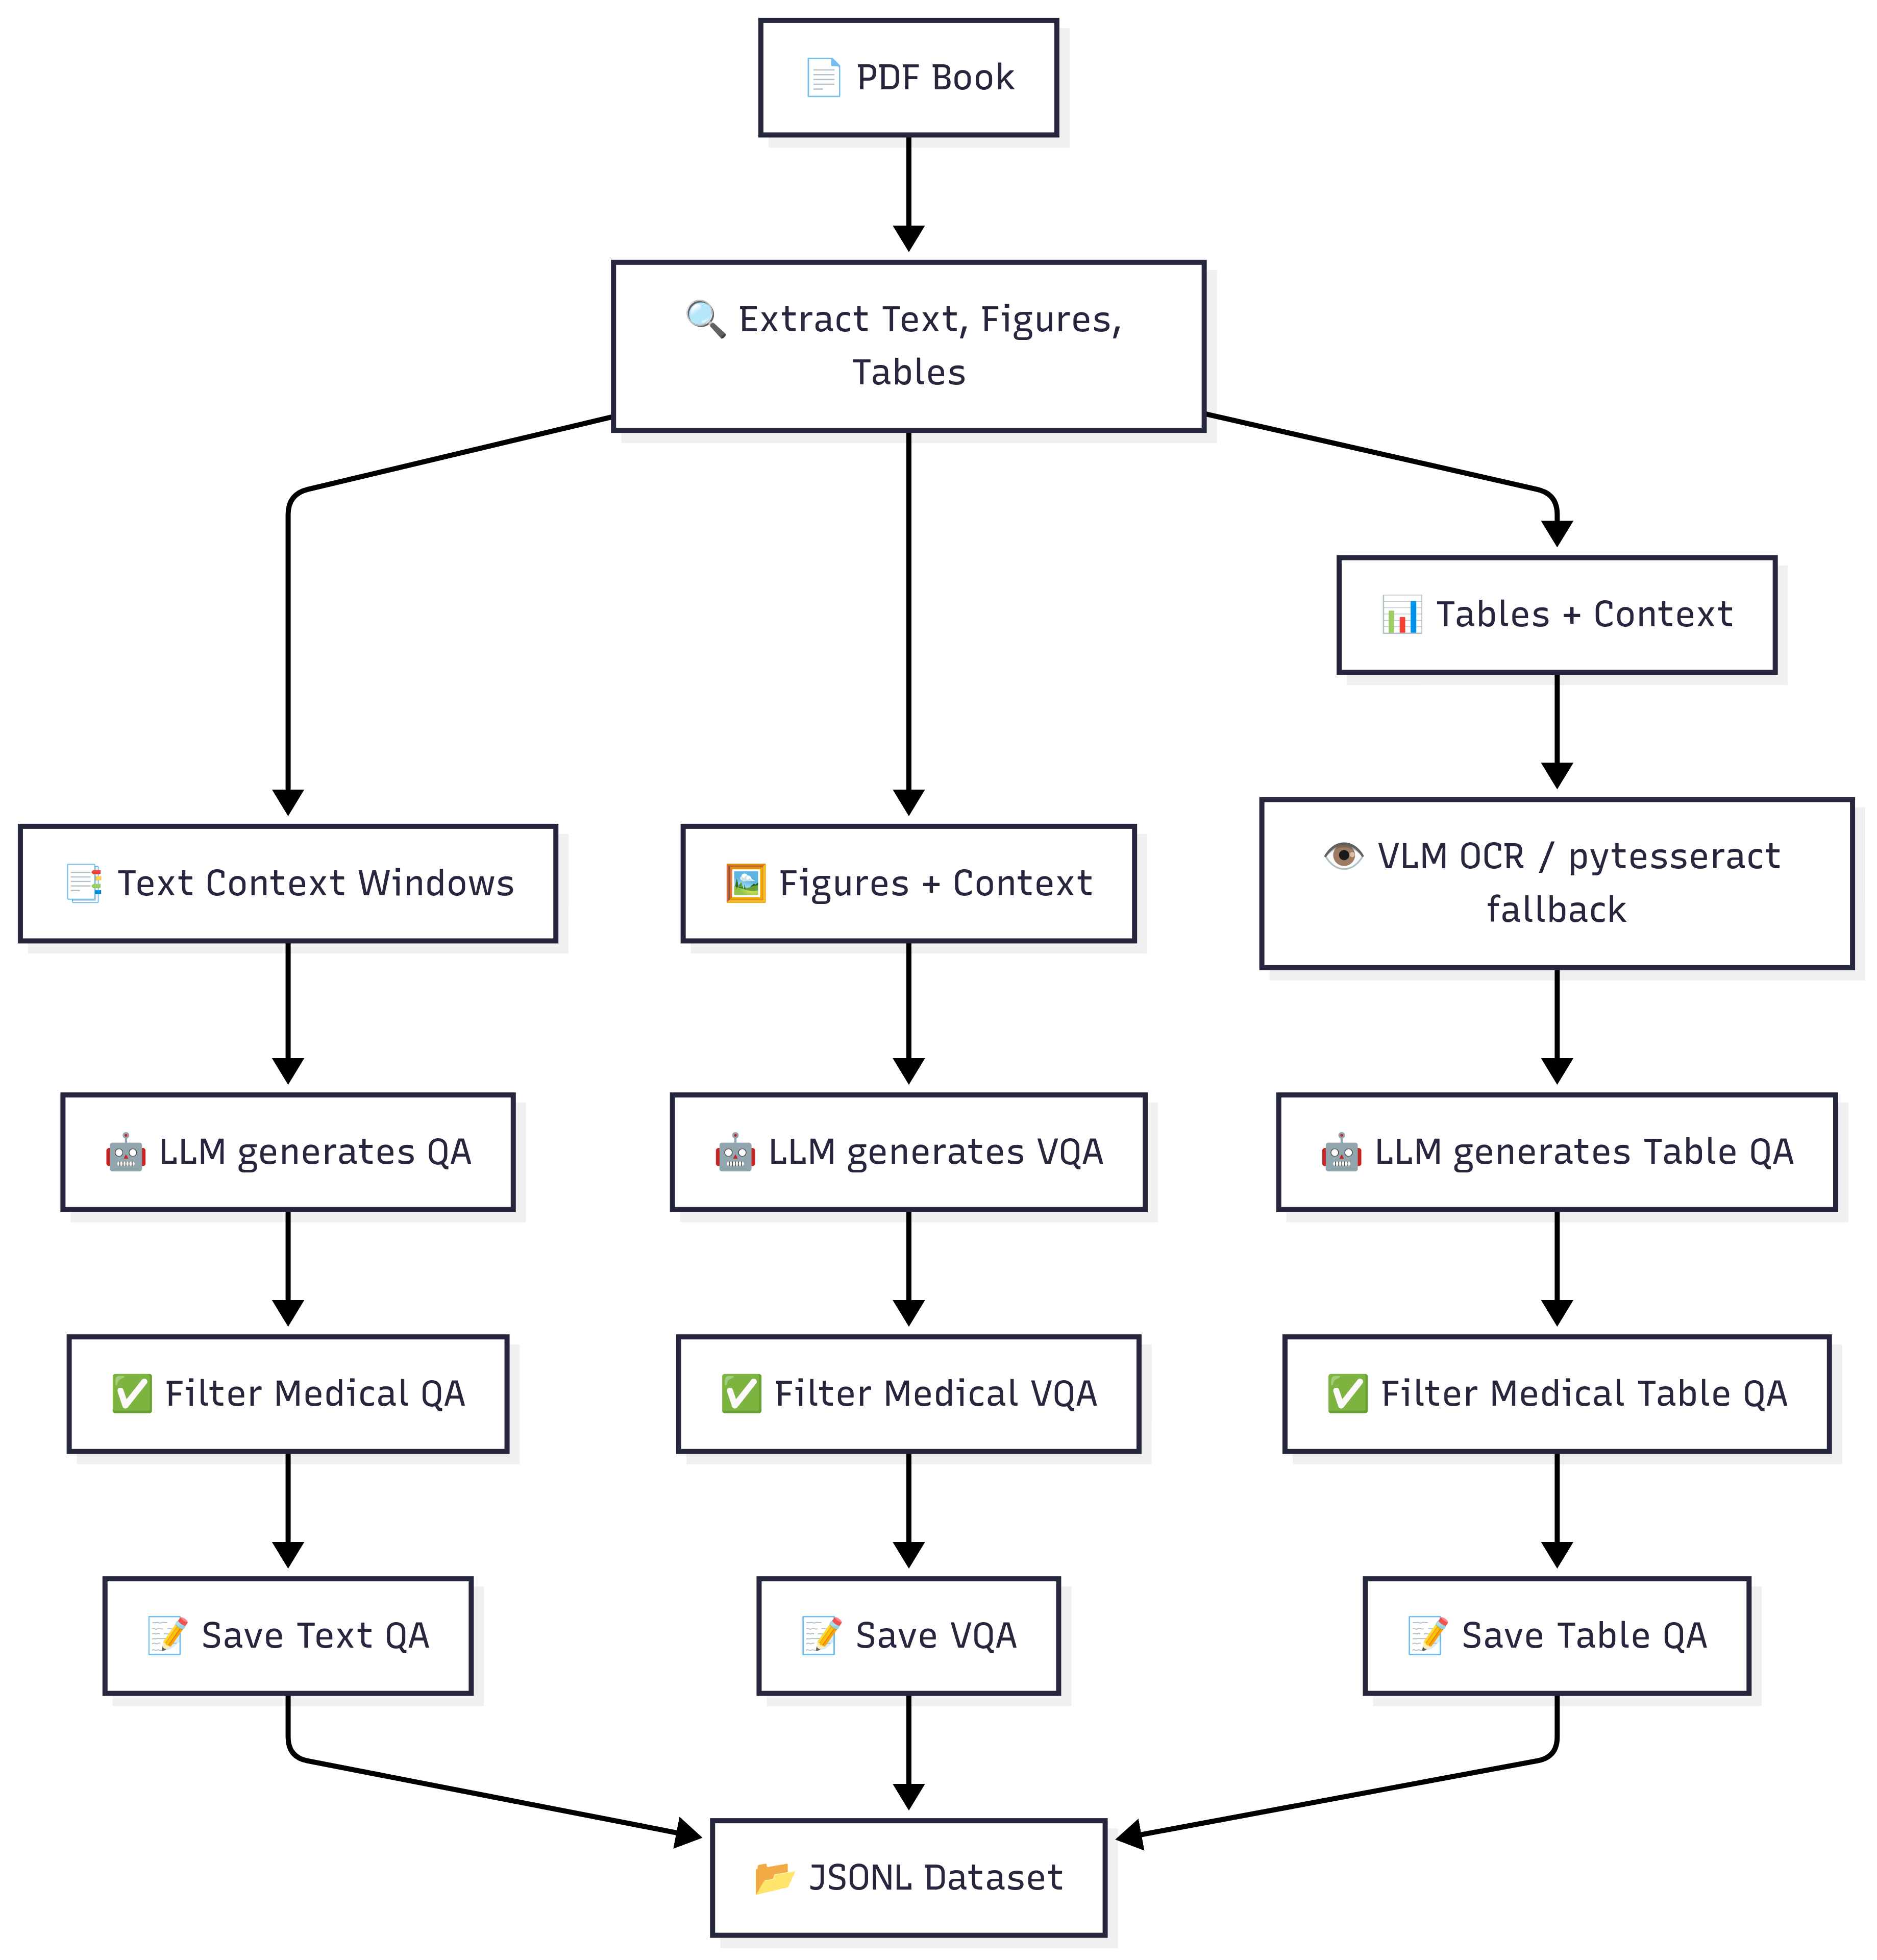 PDF Book
Extract Text, Figures,
Tables
Tables + Context
Text Context Windows
Figures + Context
VLM OCR / pytesseract
fallback
LLM generates QA
LLM generates VQA
LLM generates Table QA
Filter Medical QA
Filter Medical VQA
Filter Medical Table QA
Save Text QA
Save VQA
Save Table QA
JSONL Dataset